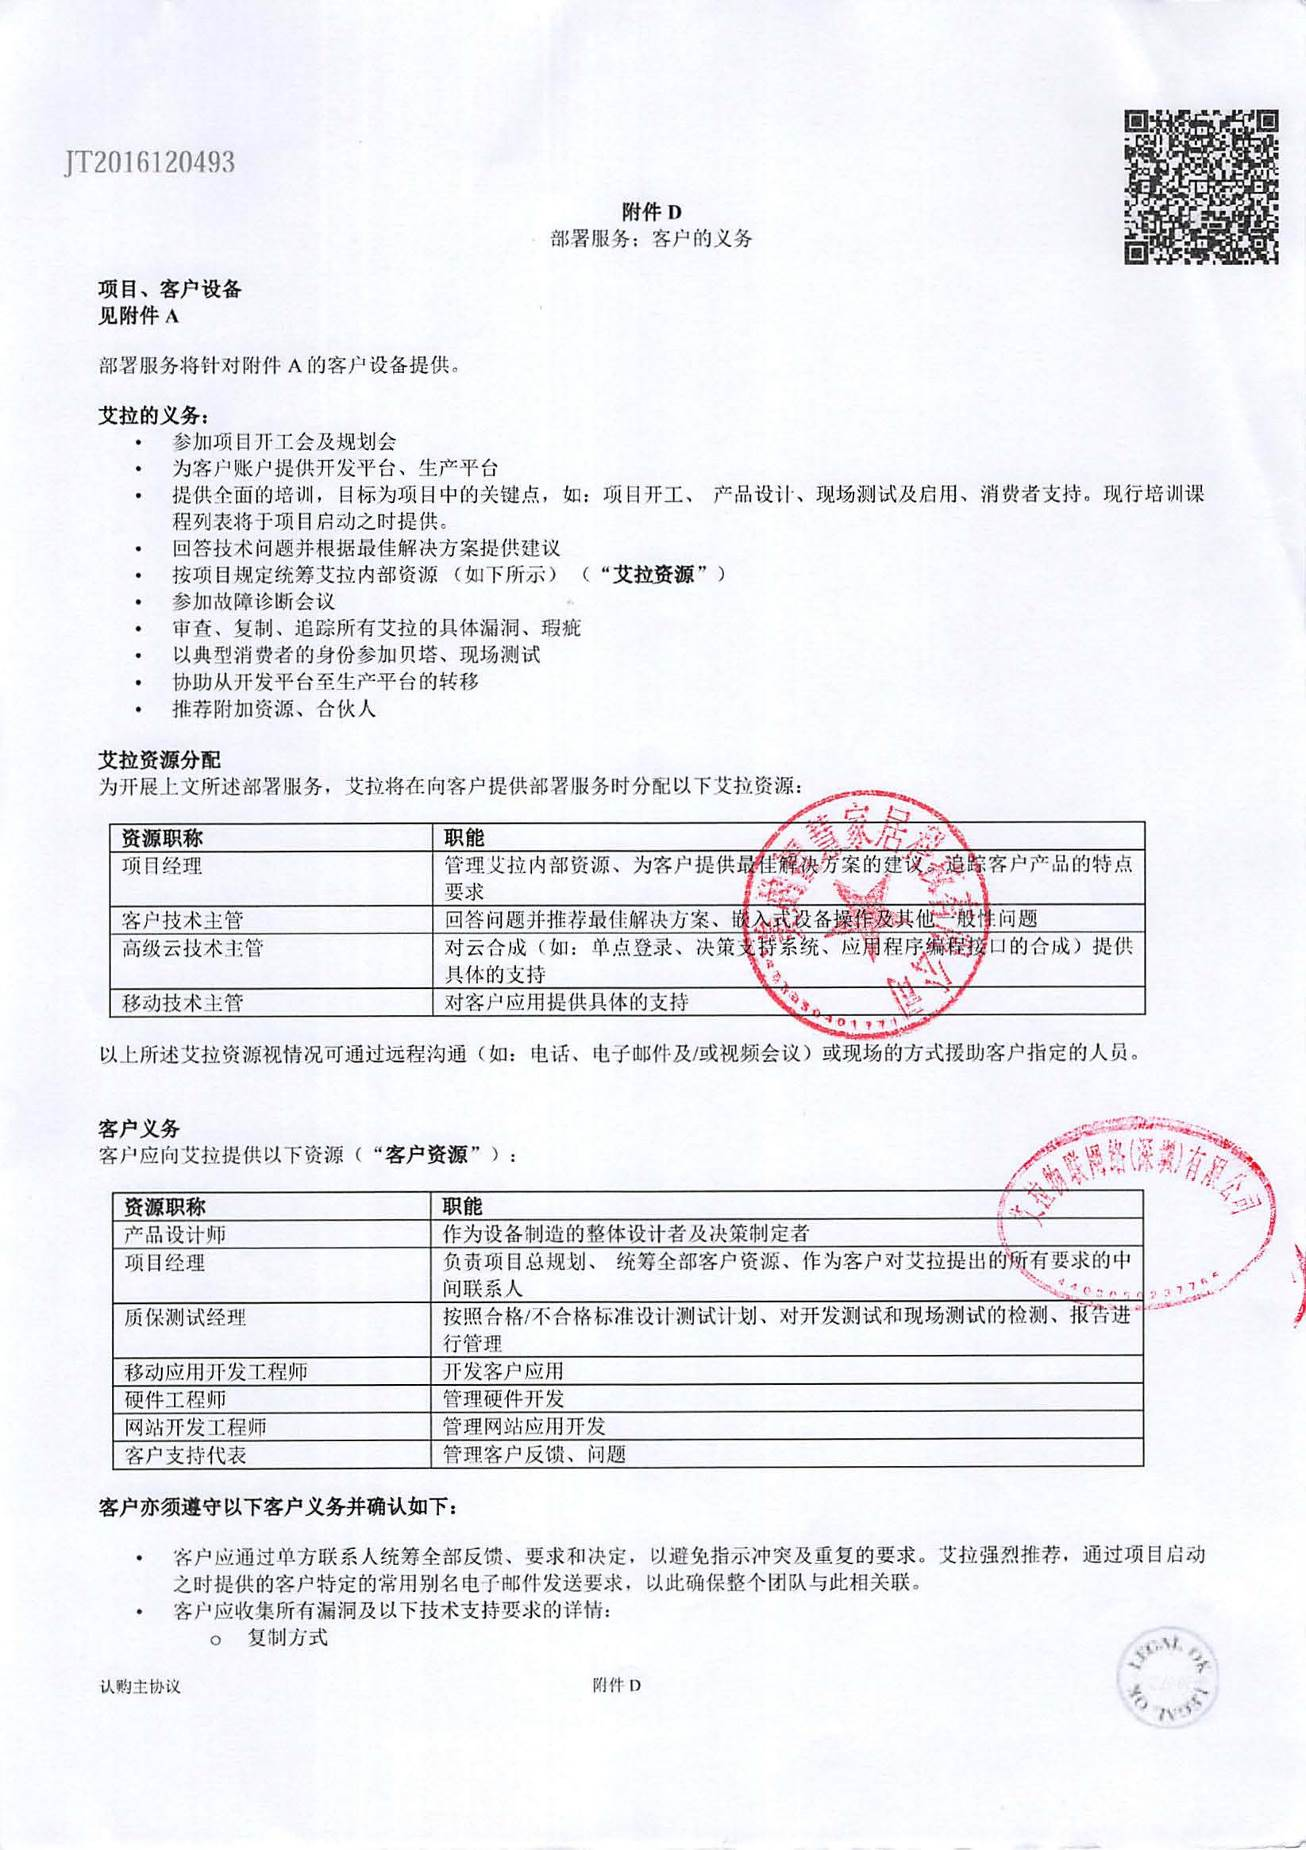 JT2016120493
附件 D
部署服务；客户的义务
项目、客户设备
见附件 A
部署服务将针对附件 A 的客户设备提供。
艾拉的义务：
• 参加项目开工会及规划会
• 为客户账户提供开发平台、生产平台
• 提供全面的培训，目标为项目中的关键点，如：项目开工、 产品设计、现场测试及启用、消费者支持。现行培训课
程列表将于项目启动之时提供。
• 回答技术问题并根据最佳解决方案提供建议
• 按项目规定统筹艾拉内部资源 （如下所示）（“艾拉资源”）
• 参加故障诊断会议
• 审查、复制、追踪所有艾拉的具体漏洞、瑕疵
• 以典型消费者的身份参加贝塔、现场测试
• 协助从开发平台至生产平台的转移
• 推荐附加资源、合伙人
艾拉资源分配
为开展上文所述部署服务，艾拉将在向客户提供部署服务时分配以下艾拉资源：
资源职称 职能
项目经理 管理艾拉内部资源、为客户提供最佳解决方案的建议、追踪客户产品的特点
要求
客户技术主管 回答问题并推荐最佳解决方案、嵌入式设备操作及其他一般性问题
高级云技术主管 对云合成（如：单点登录、决策支持系统、应用程序编程接口的合成）提供
具体的支持
移动技术主管 对客户应用提供具体的支持
智慧家居 有限公司
以上所述艾拉资源视情况可通过远程沟通（如：电话、电子邮件及/或视频会议）或现场的方式援助客户指定的人员。
客户义务
客户应向艾拉提供以下资源（“客户资源”）：
艾拉物联网络(深圳)有限公司
资源职称 职能
产品设计师 作为设备制造的整体设计者及决策制定者
项目经理 负责项目总规划、 统筹全部客户资源、作为客户对艾拉提出的所有要求的中
间联系人
质保测试经理 按照合格/不合格标准设计测试计划、对开发测试和现场测试的检测、报告进
行管理
移动应用开发工程师 开发客户应用
硬件工程师 管理硬件开发
网站开发工程师 管理网站应用开发
客户支持代表 管理客户反馈、问题
客户亦须遵守以下客户义务并确认如下：
• 客户应通过单方联系人统筹全部反馈、要求和决定，以避免指示冲突及重复的要求。艾拉强烈推荐，通过项目启动
之时提供的客户特定的常用别名电子邮件发送要求，以此确保整个团队与此相关联。
• 客户应收集所有漏洞及以下技术支持要求的详情：
o 复制方式
LEGAL OK LEGAL OK
认购主协议 附件 D